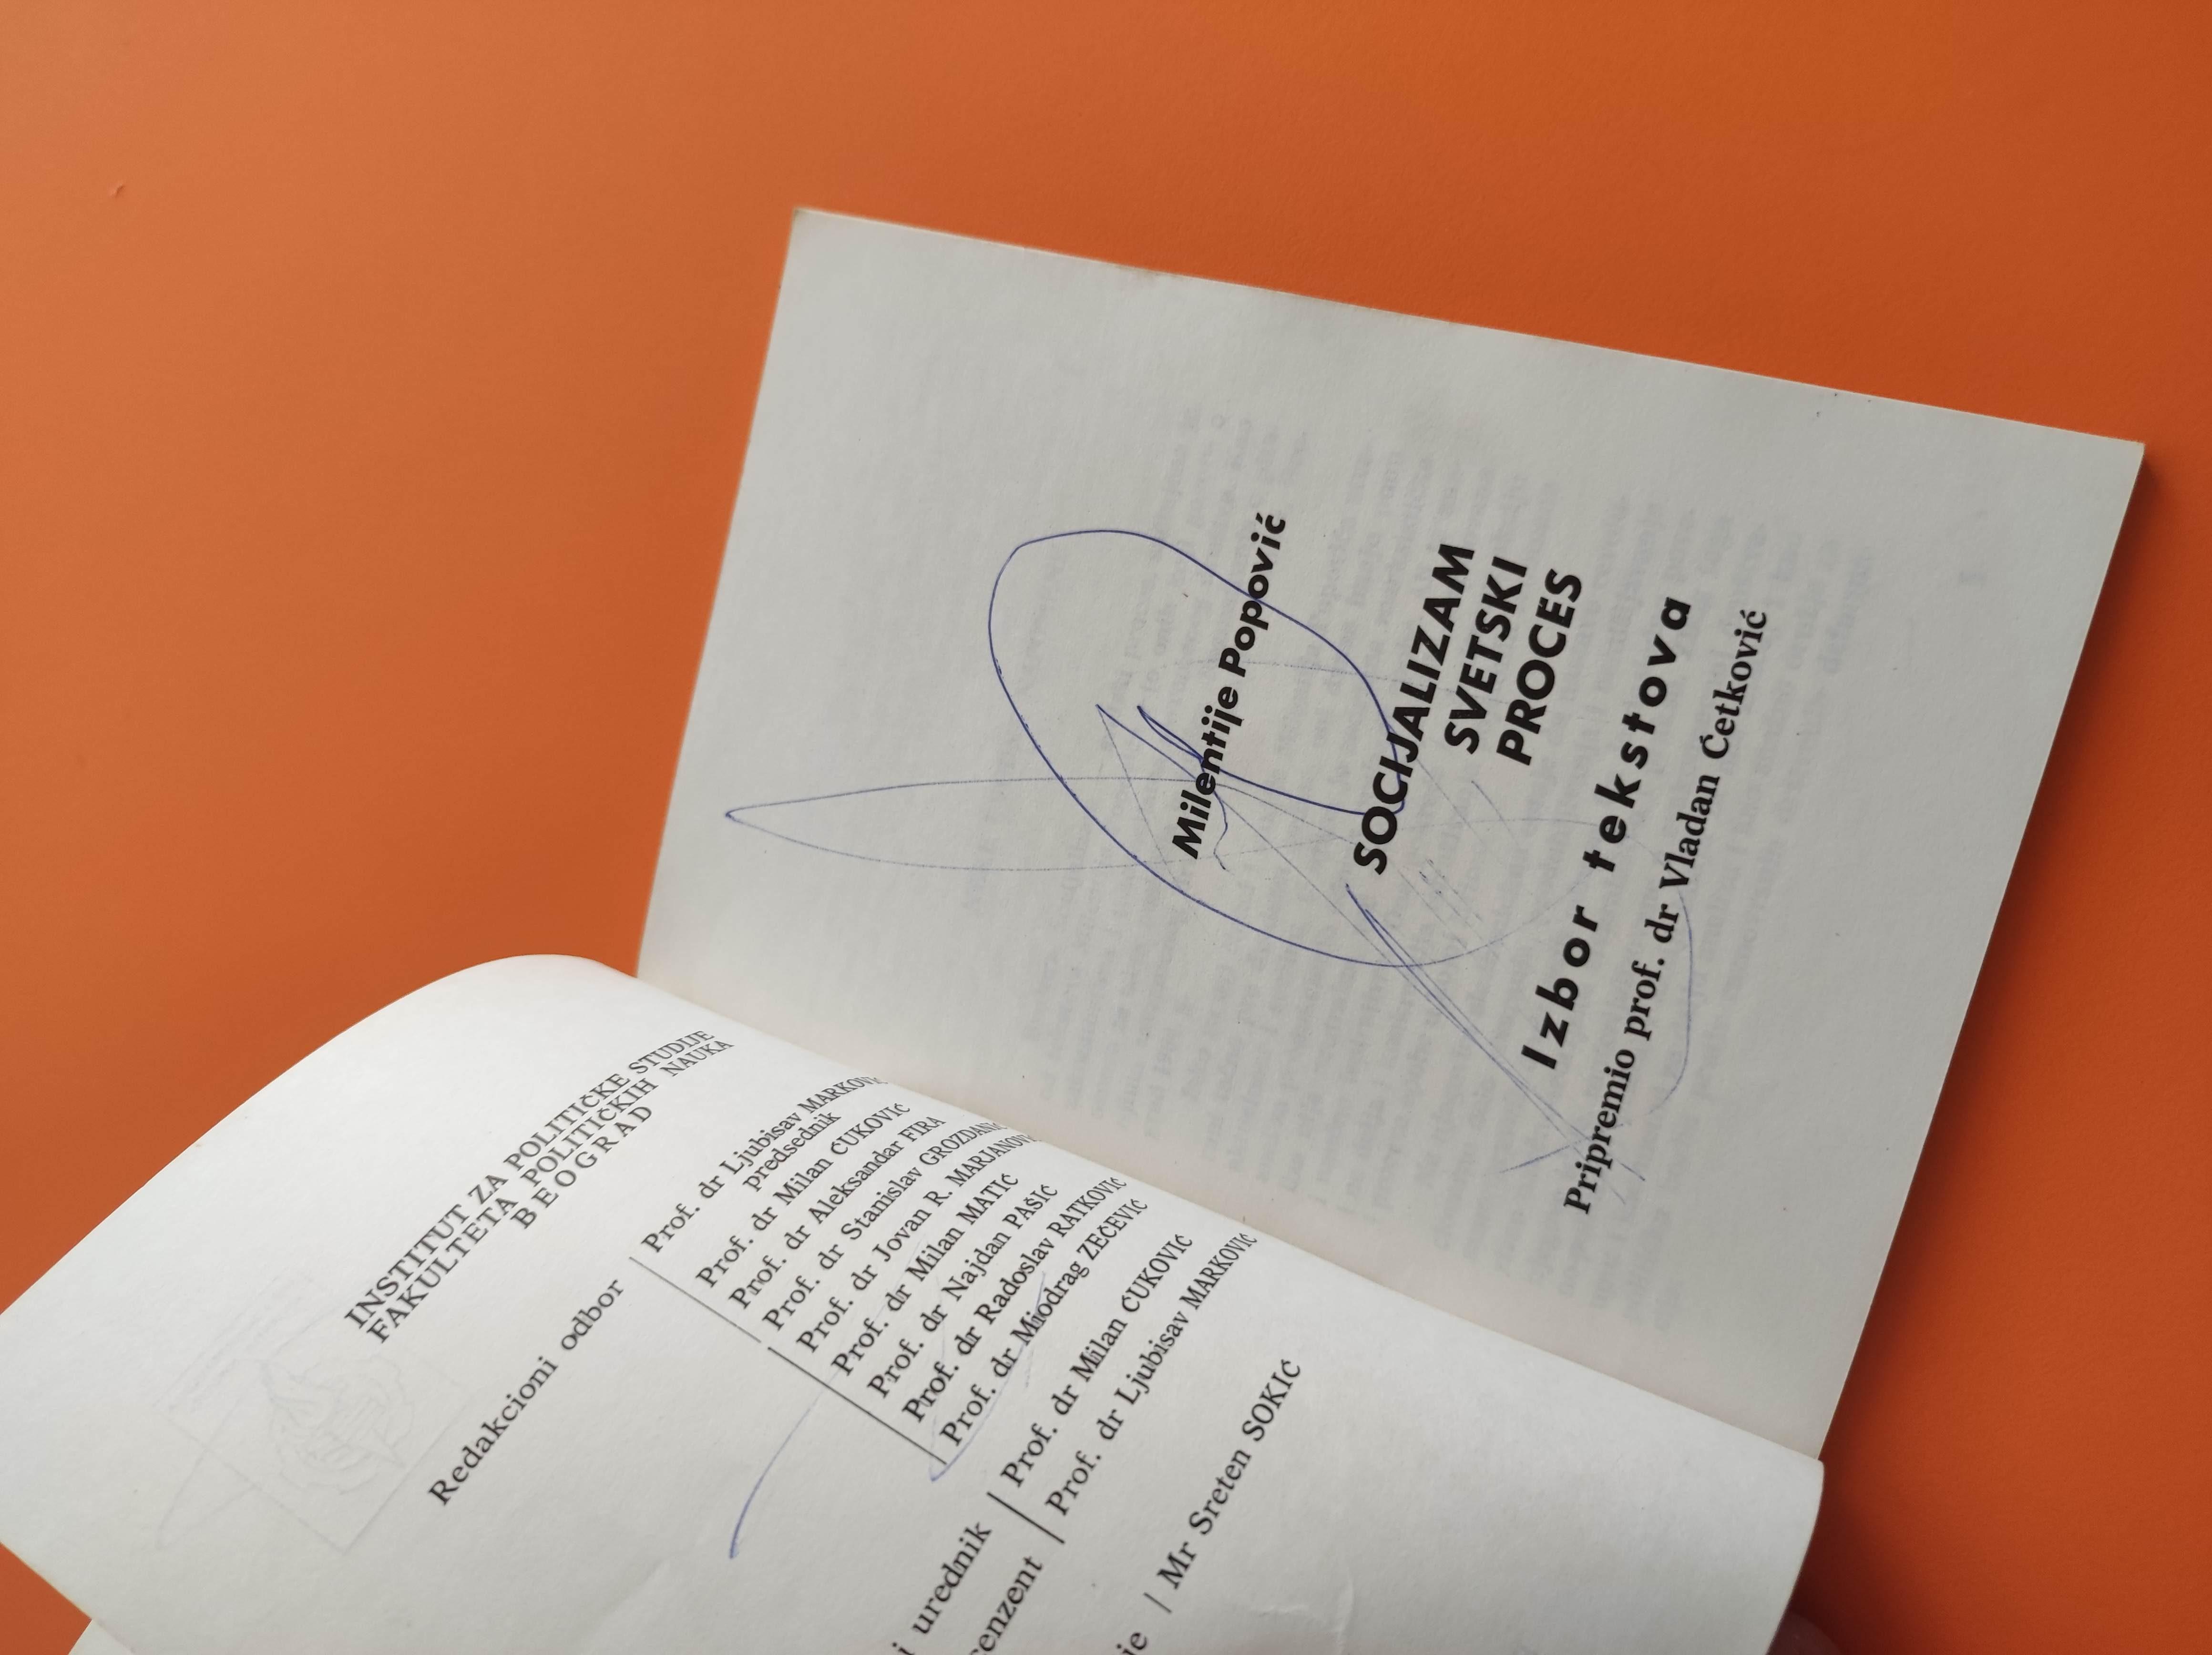 INSTITUT ZA POLITIČKE STUDIJE
FAKULTETA POLITIČKIH NAUKA
BEOGRAD
Redakcioni odbor
Prof. dr Ljubisav MARKOVIĆ
predsednik
Prof. dr Milan ĆUKOVIĆ
Prof. dr Aleksandar FIRA
Prof. dr Stanislav GROZDANIĆ
Prof. dr Jovan R. MARJANOVIĆ
Prof. dr Milan MATIĆ
Prof. dr Najdan PAŠIĆ
Prof. dr Radoslav RATKOVIĆ
Prof. dr Miodrag ZEČEVIĆ
i urednik Prof. dr Milan ĆUKOVIĆ
cenzent Prof. dr Ljubisav MARKOVIĆ
je Mr Sreten SOKIĆ
Milentije Popović
SOCIJALIZAM
SVETSKI
PROCES
Izbor tekstova
Pripremio prof. dr Vladan Ćetković